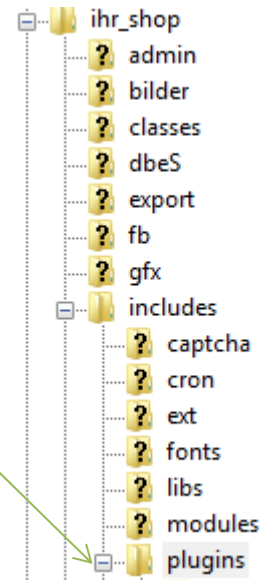 ihr_shop
admin
bilder
classes
dbeS
export
fb
gfx
includes
captcha
cron
ext
fonts
libs
modules
plugins